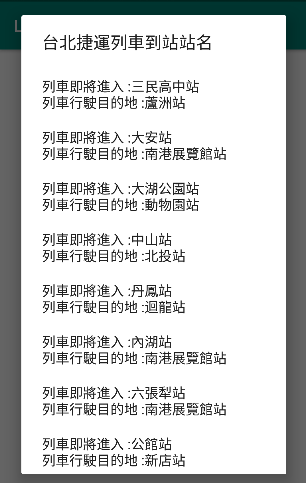 台北捷運列車到站站名
列車即將進入 :三民高中站
列車行駛目的地 :蘆洲站
列車即將進入 :大安站
列車行駛目的地 :南港展覽館站
列車即將進入 :大湖公園站
列車行駛目的地 :動物園站
列車即將進入 :中山站
列車行駛目的地 :北投站
列車即將進入 :丹鳳站
列車行駛目的地 :迴龍站
列車即將進入 :內湖站
列車行駛目的地 :南港展覽館站
列車即將進入 :六張犁站
列車行駛目的地 :南港展覽館站
列車即將進入 :公館站
列車行駛目的地 :新店站